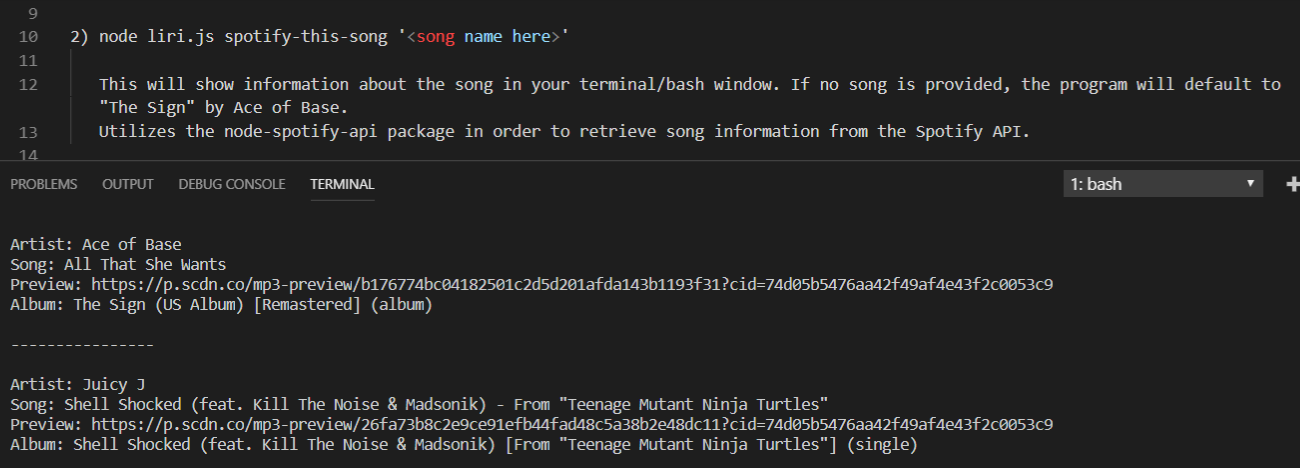 9
10 2) node liri.js spotify-this-song '<song name here>'
11
12 This will show information about the song in your terminal/bash window. If no song is provided, the program will default to
"The Sign" by Ace of Base.
13 Utilizes the node-spotify-api package in order to retrieve song information from the Spotify API.
14
PROBLEMS OUTPUT DEBUG CONSOLE TERMINAL 1: bash
Artist: Ace of Base
Song: All That She Wants
Preview: https://p.scdn.co/mp3-preview/b176774bc04182501c2d5d201afda143b1193f31?cid=74d05b5476aa42f49af4e43f2c0053c9
Album: The Sign (US Album) [Remastered] (album)
----------------
Artist: Juicy J
Song: Shell Shocked (feat. Kill The Noise & Madsonik) - From "Teenage Mutant Ninja Turtles"
Preview: https://p.scdn.co/mp3-preview/26fa73b8c2e9ce91efb44fad48c5a38b2e48dc11?cid=74d05b5476aa42f49af4e43f2c0053c9
Album: Shell Shocked (feat. Kill The Noise & Madsonik) [From "Teenage Mutant Ninja Turtles"] (single)